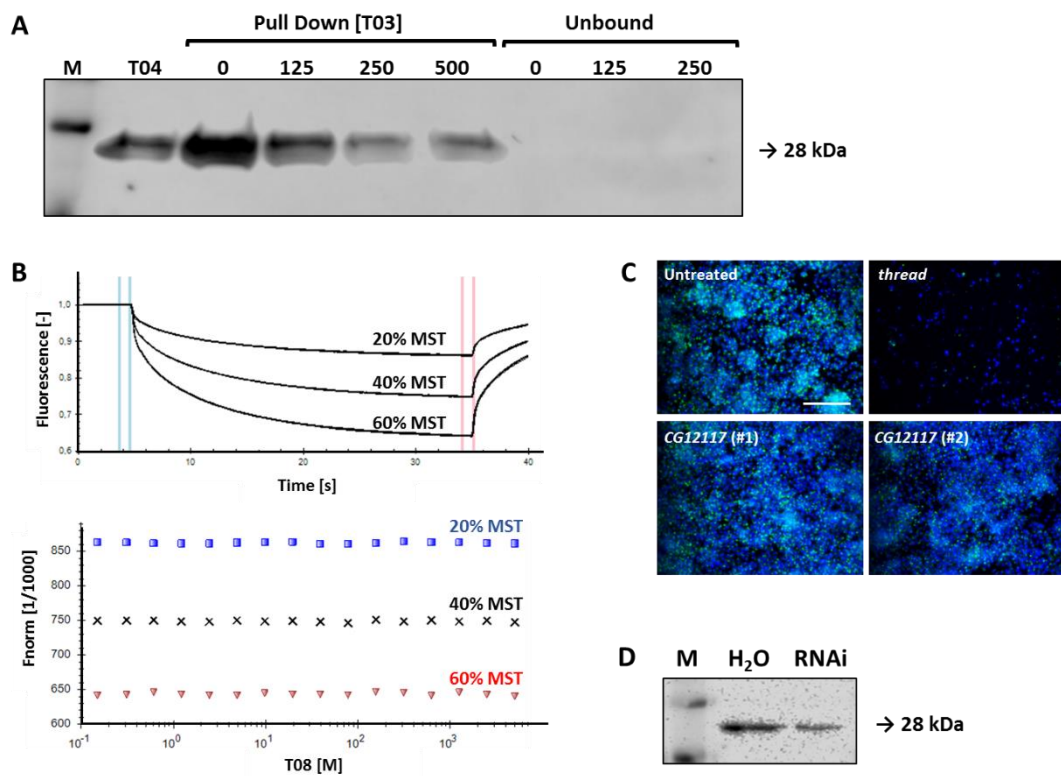 A
Pull Down [T03]
Unbound
M T04 0 125 250 500 0 125 250
→ 28 kDa
B
Fluorescence [-]
1,0
0,9
0,8
0,7
0,6
20% MST
40% MST
60% MST
0 10 20 30 40
Time [s]
Fnorm [1/1000]
850
800
750
700
650
600
20% MST
40% MST
60% MST
10-1 100 101 102 103
T08 [M]
C
Untreated
thread
CG12117 (#1)
CG12117 (#2)
D
M H2O RNAi
→ 28 kDa